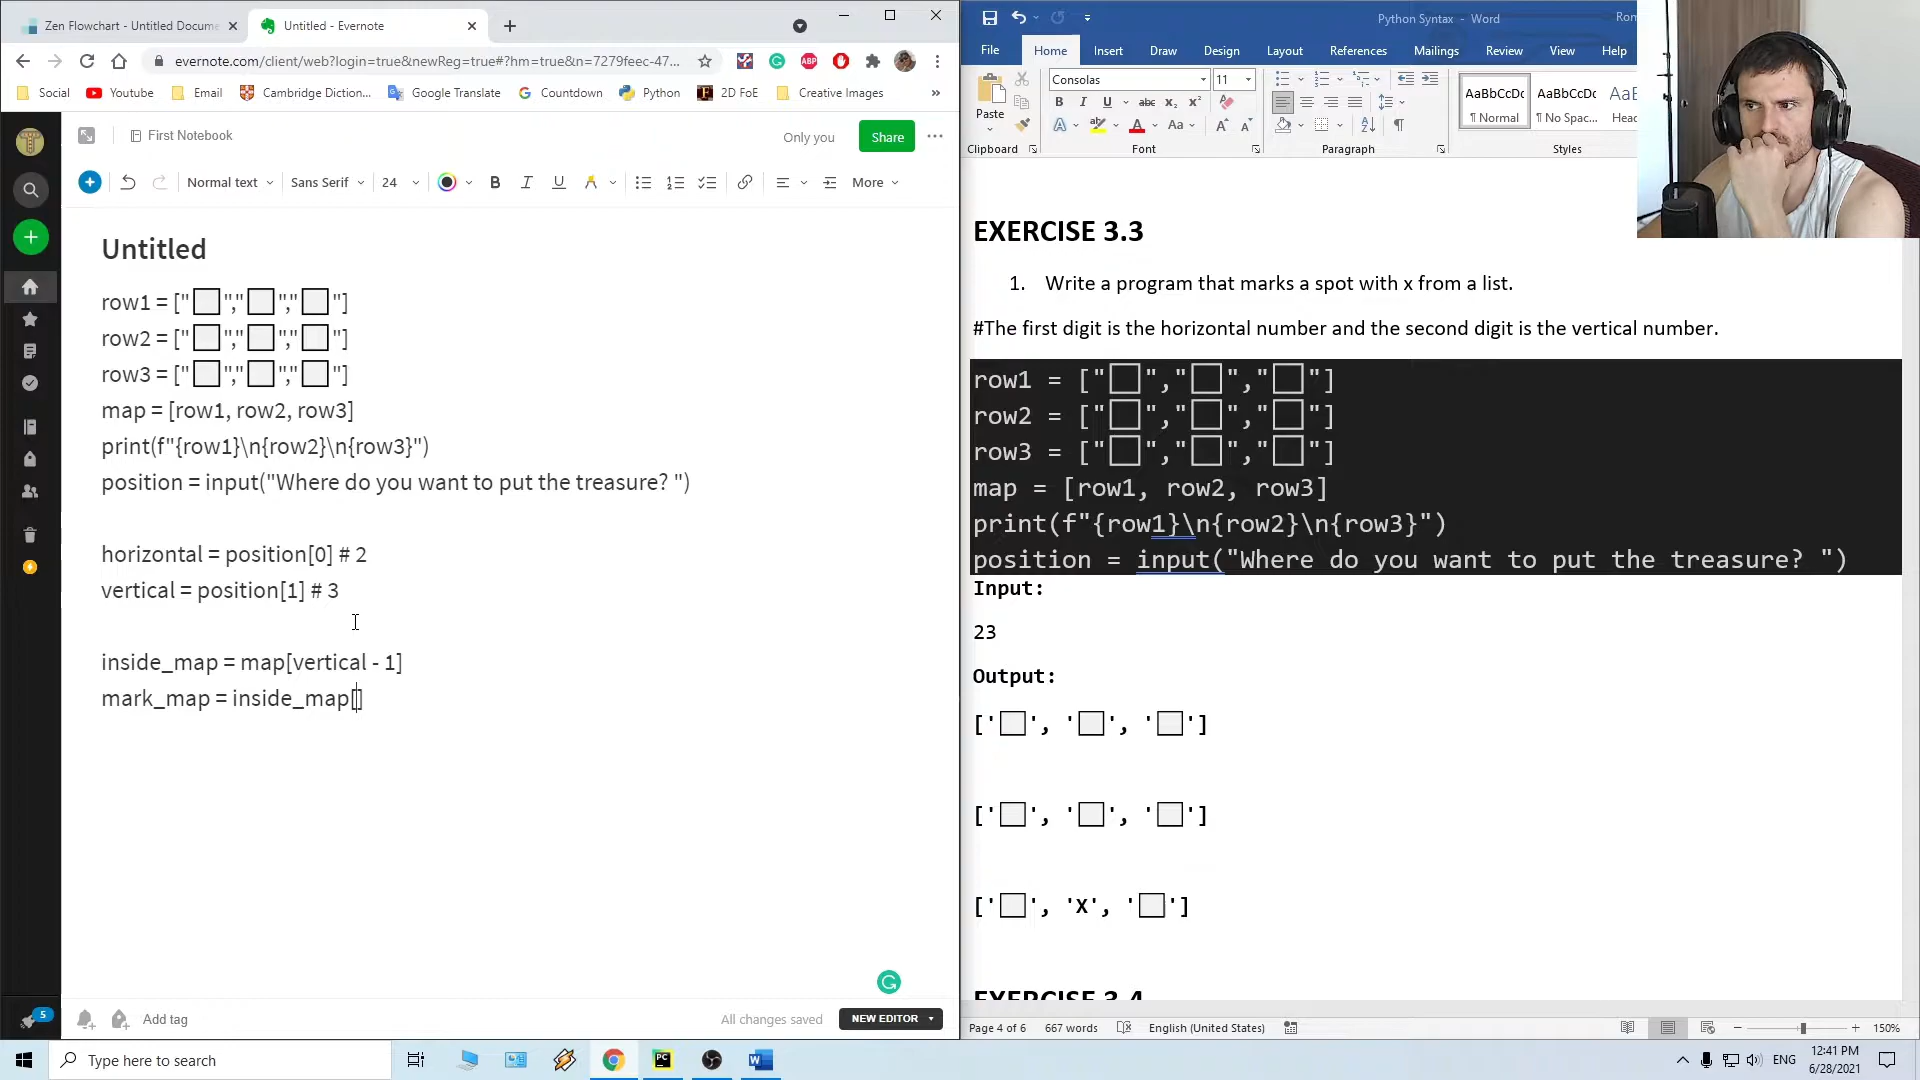 Zen Flowchart - Untitled Docume
Untitled - Evernote
evernote.com/client/web?login=true&newReg=true#?hm=true&n=7279feec-47...
Social
Youtube
Email
Cambridge Diction...
Google Translate
Countdown
Python
2D FoE
Creative Images
First Notebook
Only you
Share
Normal text
Sans Serif
24
More
Untitled
row1 = ["⬜️","⬜️","⬜️"]
row2 = ["⬜️","⬜️","⬜️"]
row3 = ["⬜️","⬜️","⬜️"]
map = [row1, row2, row3]
print(f"{row1}\n{row2}\n{row3}")
position = input("Where do you want to put the treasure? ")
horizontal = position[0] # 2
vertical = position[1] # 3
inside_map = map[vertical - 1]
mark_map = inside_map[]
Add tag
All changes saved
NEW EDITOR
5
Python Syntax - Word
Rom
File Home Insert Draw Design Layout References Mailings Review View Help
Paste
Consolas
11
Clipboard
Font
Paragraph
Styles
AaBbCcDc
¶ Normal
AaBbCcDc
¶ No Spac...
AaBb
Head
EXERCISE 3.3
1. Write a program that marks a spot with x from a list.
#The first digit is the horizontal number and the second digit is the vertical number.
row1 = ["⬜️","⬜️","⬜️"]
row2 = ["⬜️","⬜️","⬜️"]
row3 = ["⬜️","⬜️","⬜️"]
map = [row1, row2, row3]
print(f"{row1}\n{row2}\n{row3}")
position = input("Where do you want to put the treasure? ")
Input:
23
Output:
['⬜️', '⬜️', '⬜️']
['⬜️', '⬜️', '⬜️']
['⬜️', 'X', '⬜️']
EXERCISE 3.4
Page 4 of 6
667 words
English (United States)
150%
Type here to search
ENG
12:41 PM
6/28/2021